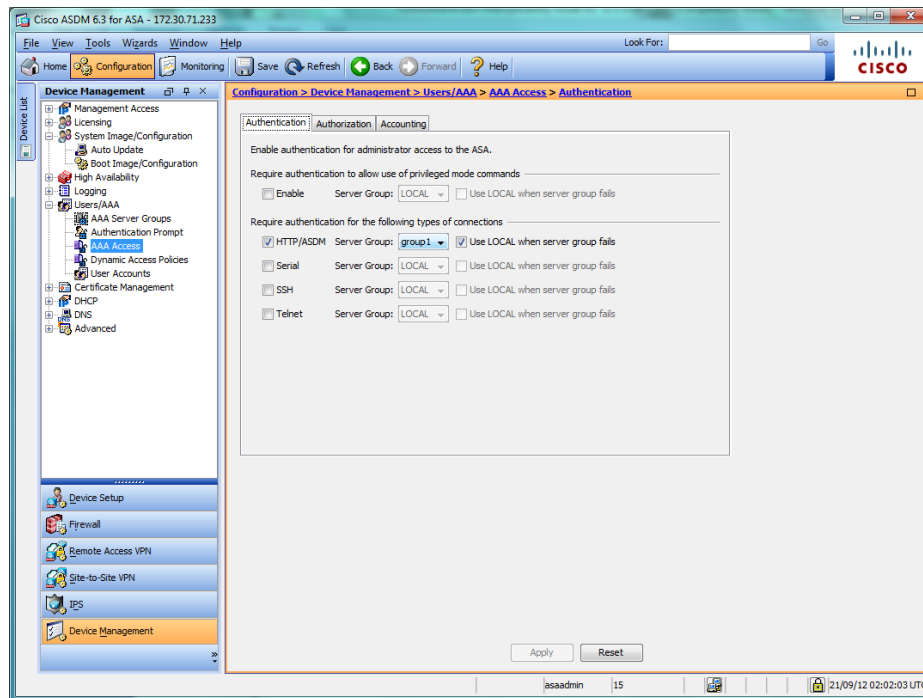 Cisco ASDM 6.3 for ASA - 172.30.71.233
File View Tools Wizards Window Help
Look For:
Go
Home Configuration Monitoring Save Refresh Back Forward Help
CISCO
Device List
Device Management
Management Access
Licensing
System Image/Configuration
Auto Update
Boot Image/Configuration
High Availability
Logging
Users/AAA
AAA Server Groups
Authentication Prompt
AAA Access
Dynamic Access Policies
User Accounts
Certificate Management
DHCP
DNS
Advanced
Device Setup
Firewall
Remote Access VPN
Site-to-Site VPN
IPS
Device Management
Configuration > Device Management > Users/AAA > AAA Access > Authentication
Authentication Authorization Accounting
Enable authentication for administrator access to the ASA.
Require authentication to allow use of privileged mode commands
Enable Server Group: LOCAL Use LOCAL when server group fails
Require authentication for the following types of connections
HTTP/ASDM Server Group: group1 Use LOCAL when server group fails
Serial Server Group: LOCAL Use LOCAL when server group fails
SSH Server Group: LOCAL Use LOCAL when server group fails
Telnet Server Group: LOCAL Use LOCAL when server group fails
Apply Reset
asaadmin 15 21/09/12 02:02:03 UTC